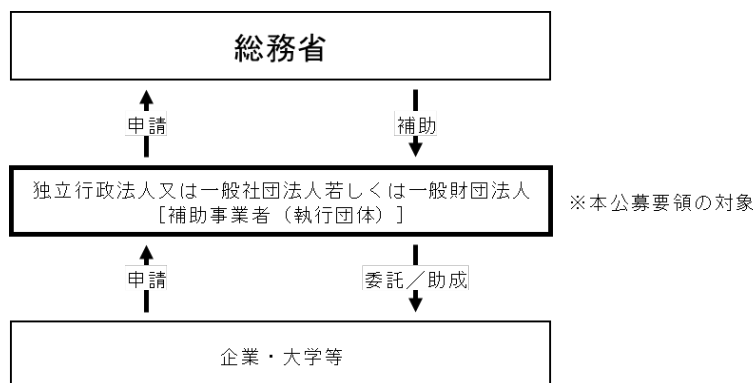 総務省
申請
補助
独立行政法人又は一般社団法人若しくは一般財団法人
[補助事業者（執行団体）]
※本公募要領の対象
申請
委託／助成
企業・大学等